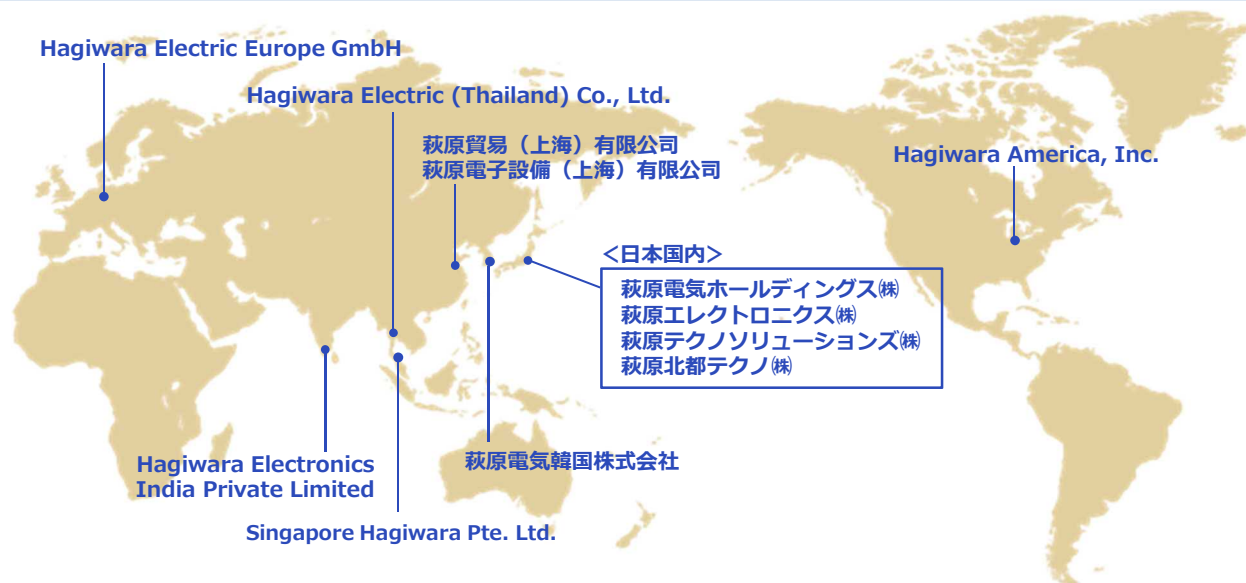 Hagiwara Electric Europe GmbH
Hagiwara Electric (Thailand) Co., Ltd.
萩原貿易（上海）有限公司
萩原電子設備（上海）有限公司
Hagiwara America, Inc.
＜日本国内＞
萩原電気ホールディングス㈱
萩原エレクトロニクス㈱
萩原テクノソリューションズ㈱
萩原北都テクノ㈱
Hagiwara Electronics
India Private Limited
萩原電気韓国株式会社
Singapore Hagiwara Pte. Ltd.